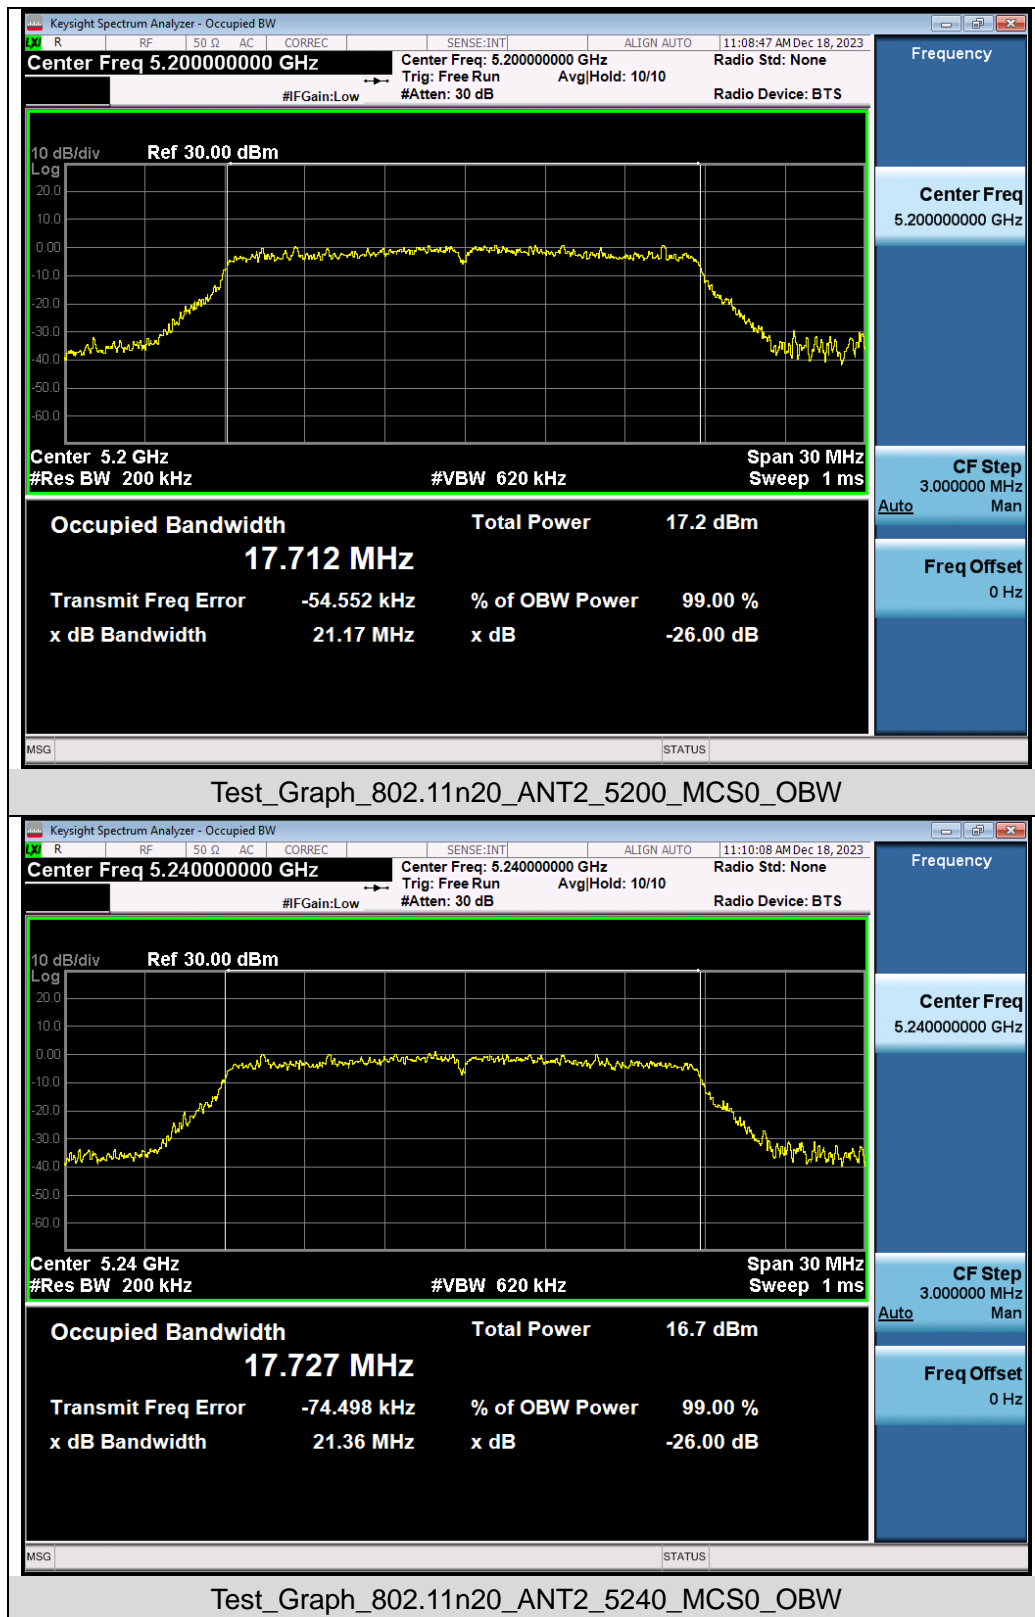 Keysight Spectrum Analyzer - Occupied BW
LXI R RF 50 Ω AC CORREC SENSE:INT ALIGN AUTO 11:08:47 AM Dec 18, 2023
Center Freq 5.200000000 GHz
Center Freq: 5.200000000 GHz Radio Std: None
Trig: Free Run Avg|Hold: 10/10
#IFGain:Low #Atten: 30 dB Radio Device: BTS
Frequency
10 dB/div Ref 30.00 dBm
Log
20.0
10.0
0.00
-10.0
-20.0
-30.0
-40.0
-50.0
-60.0
Center 5.2 GHz Span 30 MHz
#Res BW 200 kHz #VBW 620 kHz Sweep 1 ms
Center Freq
5.200000000 GHz
CF Step
3.000000 MHz
Auto Man
Freq Offset
0 Hz
Occupied Bandwidth Total Power 17.2 dBm
17.712 MHz
Transmit Freq Error -54.552 kHz % of OBW Power 99.00 %
x dB Bandwidth 21.17 MHz x dB -26.00 dB
MSG STATUS
Test_Graph_802.11n20_ANT2_5200_MCS0_OBW
Keysight Spectrum Analyzer - Occupied BW
LXI R RF 50 Ω AC CORREC SENSE:INT ALIGN AUTO 11:10:08 AM Dec 18, 2023
Center Freq 5.240000000 GHz
Center Freq: 5.240000000 GHz Radio Std: None
Trig: Free Run Avg|Hold: 10/10
#IFGain:Low #Atten: 30 dB Radio Device: BTS
Frequency
10 dB/div Ref 30.00 dBm
Log
20.0
10.0
0.00
-10.0
-20.0
-30.0
-40.0
-50.0
-60.0
Center 5.24 GHz Span 30 MHz
#Res BW 200 kHz #VBW 620 kHz Sweep 1 ms
Center Freq
5.240000000 GHz
CF Step
3.000000 MHz
Auto Man
Freq Offset
0 Hz
Occupied Bandwidth Total Power 16.7 dBm
17.727 MHz
Transmit Freq Error -74.498 kHz % of OBW Power 99.00 %
x dB Bandwidth 21.36 MHz x dB -26.00 dB
MSG STATUS
Test_Graph_802.11n20_ANT2_5240_MCS0_OBW